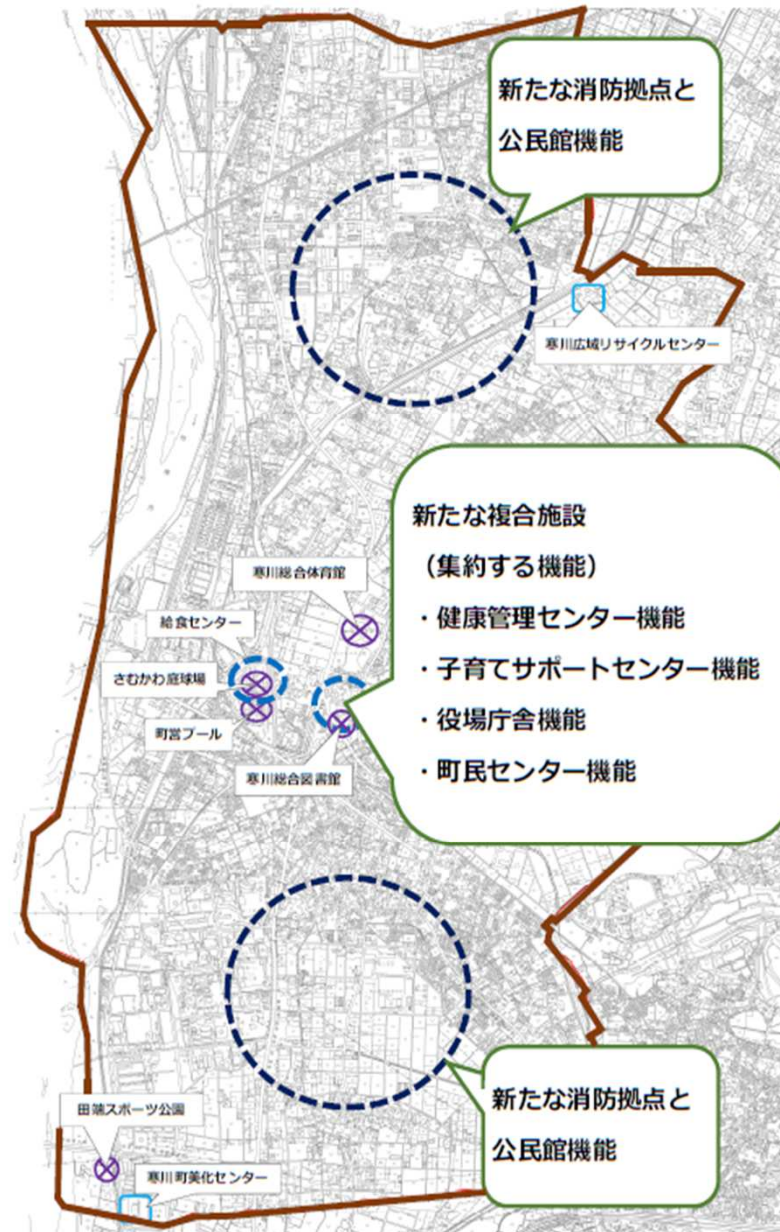 新たな消防拠点と
公民館機能
寒川広域リサイクルセンター
新たな複合施設
（集約する機能）
・健康管理センター機能
・子育てサポートセンター機能
・役場庁舎機能
・町民センター機能
寒川総合体育館
給食センター
さむかわ庭球場
町営プール
寒川総合図書館
新たな消防拠点と
公民館機能
田端スポーツ公園
寒川町美化センター